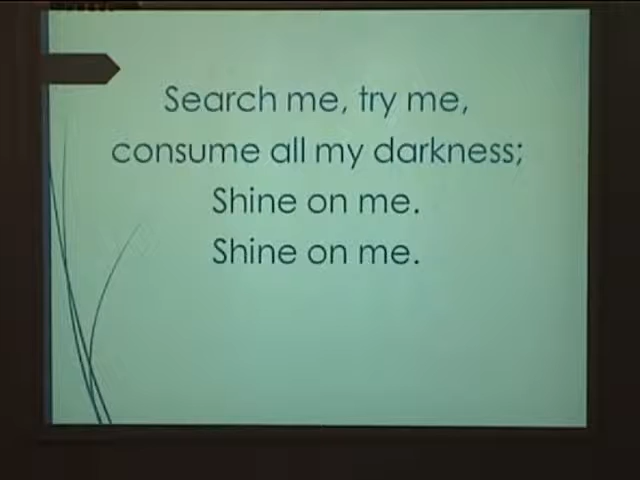 Search me, try me,
consume all my darkness;
Shine on me.
Shine on me.